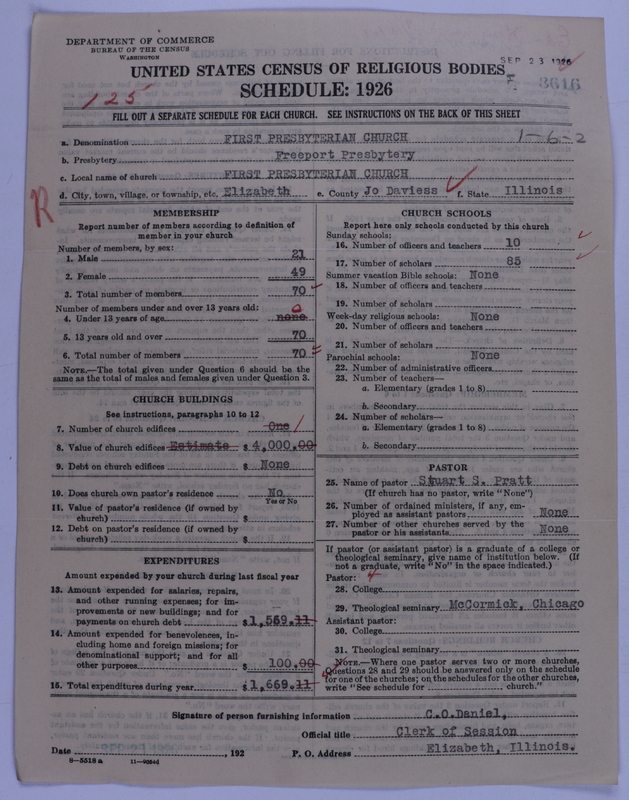 DEPARTMENT OF COMMERCE
BUREAU OF THE CENSUS
WASHINGTON
SEP 23 1926
UNITED STATES CENSUS OF RELIGIOUS BODIES
SCHEDULE: 1926
8616
125
FILL OUT A SEPARATE SCHEDULE FOR EACH CHURCH. SEE INSTRUCTIONS ON THE BACK OF THIS SHEET
a. Denomination FIRST PRESBYTERIAN CHURCH 1-6-2
b. Presbytery Freeport Presbytery
c. Local name of church FIRST PRESBYTERIAN CHURCH
d. City, town, village, or township, etc. Elizabeth e. County Jo Daviess f. State Illinois
R
MEMBERSHIP
Report number of members according to definition of
member in your church
Number of members, by sex:
1. Male 21
2. Female 49
3. Total number of members 70
Number of members under and over 13 years old:
4. Under 13 years of age none 0
5. 13 years old and over 70
6. Total number of members 70
NOTE.—The total given under Question 6 should be the
same as the total of males and females given under Question 3.
CHURCH BUILDINGS
See instructions, paragraphs 10 to 12
7. Number of church edifices One 1
8. Value of church edifices Estimate $ 4,000.00
9. Debt on church edifices $ None
10. Does church own pastor's residence No
Yes or No
11. Value of pastor's residence (if owned by
church) $
12. Debt on pastor's residence (if owned by
church) $
EXPENDITURES
Amount expended by your church during last fiscal year
13. Amount expended for salaries, repairs,
and other running expenses; for im-
provements or new buildings; and for
payments on church debt $1,569.11
14. Amount expended for benevolences, in-
cluding home and foreign missions; for
denominational support; and for all
other purposes $ 100.00
15. Total expenditures during year $1,669.11
CHURCH SCHOOLS
Report here only schools conducted by this church
Sunday schools:
16. Number of officers and teachers 10
17. Number of scholars 85
Summer vacation Bible schools: None
18. Number of officers and teachers
19. Number of scholars
Week-day religious schools: None
20. Number of officers and teachers
21. Number of scholars
Parochial schools: None
22. Number of administrative officers
23. Number of teachers—
a. Elementary (grades 1 to 8)
b. Secondary
24. Number of scholars—
a. Elementary (grades 1 to 8)
b. Secondary
PASTOR
25. Name of pastor Stuart S. Pratt
(If church has no pastor, write "None")
26. Number of ordained ministers, if any, em-
ployed as assistant pastors None
27. Number of other churches served by the
pastor or his assistants None
If pastor (or assistant pastor) is a graduate of a college or
theological seminary, give name of institution below. (If
not a graduate, write "No" in the space indicated.)
Pastor: 4
28. College
29. Theological seminary McCormick, Chicago
Assistant pastor:
30. College
31. Theological seminary
NOTE.—Where one pastor serves two or more churches,
Questions 28 and 29 should be answered only on the schedule
for one of the churches; on the schedules for the other churches,
write "See schedule for church."
Signature of person furnishing information C.O.Daniel,
Official title Clerk of Session
Date , 192 P. O. Address Elizabeth, Illinois.
8—5518 a